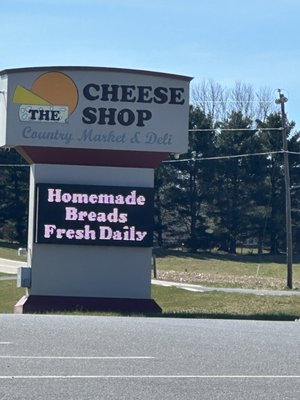 THE CHEESE
SHOP
Country Market & Deli
Homemade
Breads
Fresh Daily